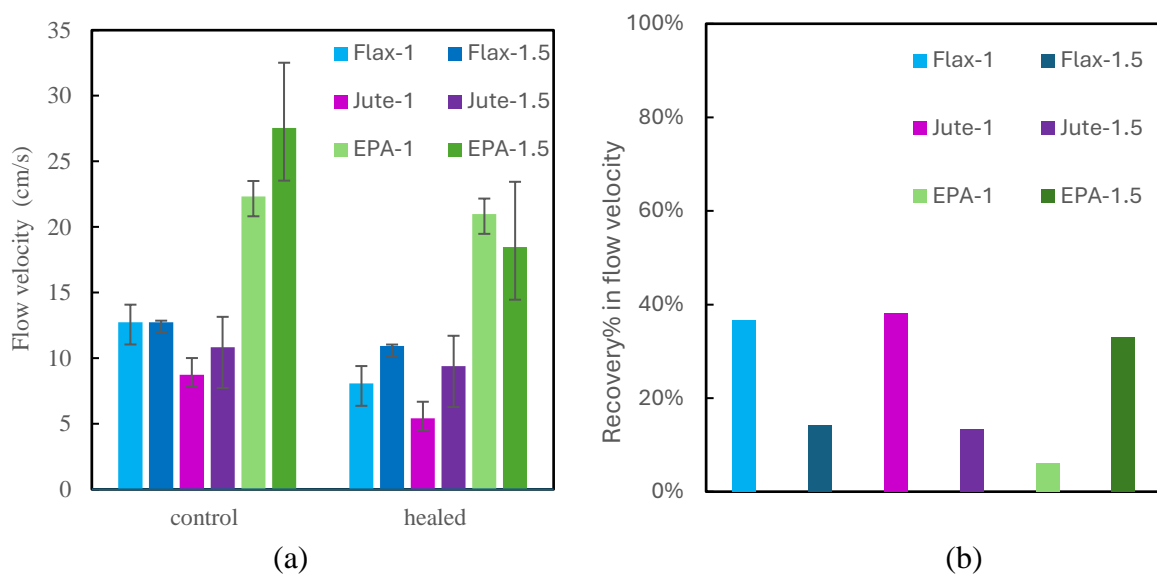 Flow velocity (cm/s)
35
30
25
20
15
10
5
0
Flax-1 Flax-1.5
Jute-1 Jute-1.5
EPA-1 EPA-1.5
control healed
(a)
Recovery% in flow velocity
100%
80%
60%
40%
20%
0%
Flax-1 Flax-1.5
Jute-1 Jute-1.5
EPA-1 EPA-1.5
(b)